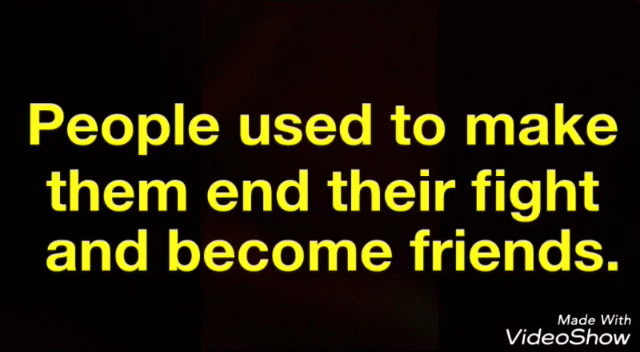 People used to make
them end their fight
and become friends.
Made With
VideoShow